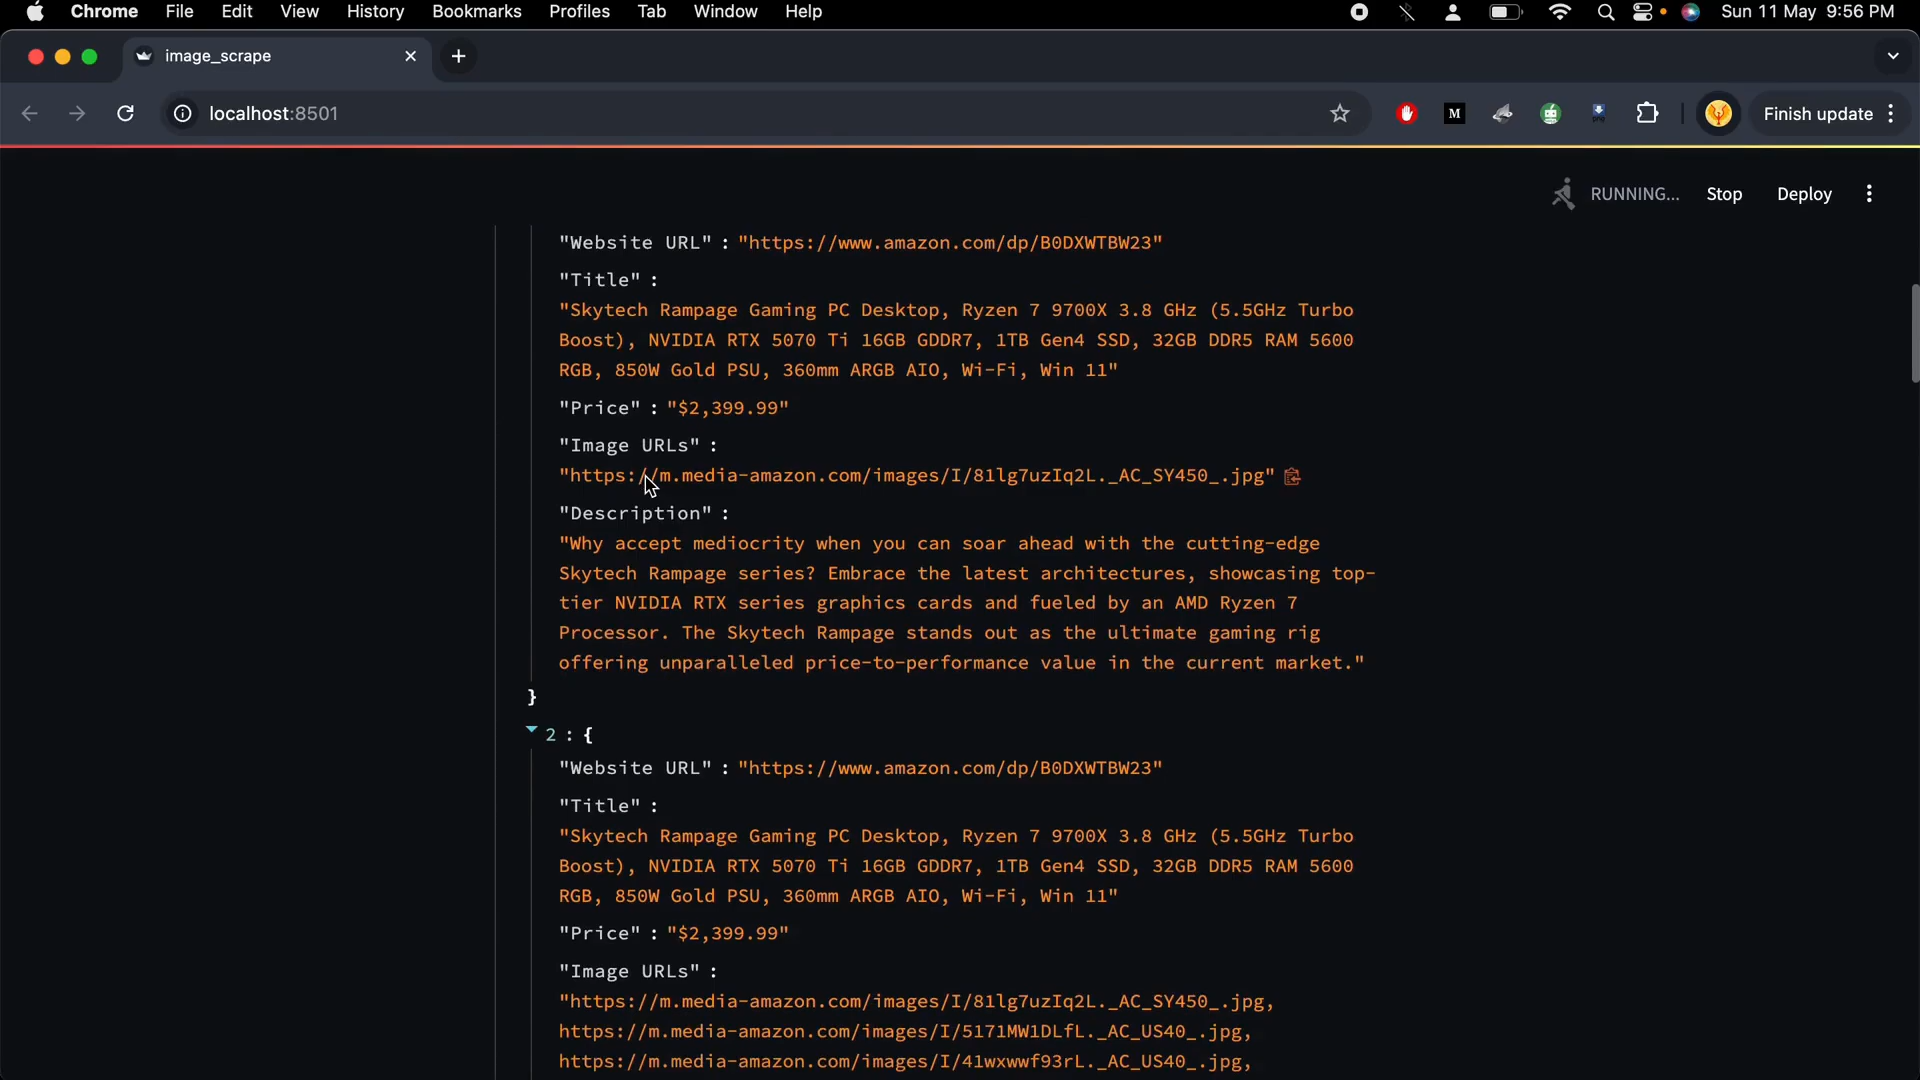 Chrome File Edit View History Bookmarks Profiles Tab Window Help Sun 11 May 9:56 PM
image_scrape
localhost:8501 M Finish update
RUNNING... Stop Deploy
"Website URL" : "https://www.amazon.com/dp/B0DXWTBW23"
"Title" :
"Skytech Rampage Gaming PC Desktop, Ryzen 7 9700X 3.8 GHz (5.5GHz Turbo
Boost), NVIDIA RTX 5070 Ti 16GB GDDR7, 1TB Gen4 SSD, 32GB DDR5 RAM 5600
RGB, 850W Gold PSU, 360mm ARGB AIO, Wi-Fi, Win 11"
"Price" : "$2,399.99"
"Image URLs" :
"https://m.media-amazon.com/images/I/81lg7uzIq2L._AC_SY450_.jpg"
"Description" :
"Why accept mediocrity when you can soar ahead with the cutting-edge
Skytech Rampage series? Embrace the latest architectures, showcasing top-
tier NVIDIA RTX series graphics cards and fueled by an AMD Ryzen 7
Processor. The Skytech Rampage stands out as the ultimate gaming rig
offering unparalleled price-to-performance value in the current market."
}
2 : {
"Website URL" : "https://www.amazon.com/dp/B0DXWTBW23"
"Title" :
"Skytech Rampage Gaming PC Desktop, Ryzen 7 9700X 3.8 GHz (5.5GHz Turbo
Boost), NVIDIA RTX 5070 Ti 16GB GDDR7, 1TB Gen4 SSD, 32GB DDR5 RAM 5600
RGB, 850W Gold PSU, 360mm ARGB AIO, Wi-Fi, Win 11"
"Price" : "$2,399.99"
"Image URLs" :
"https://m.media-amazon.com/images/I/81lg7uzIq2L._AC_SY450_.jpg,
https://m.media-amazon.com/images/I/5171MW1DLfL._AC_US40_.jpg,
https://m.media-amazon.com/images/I/41wxwwf93rL._AC_US40_.jpg,